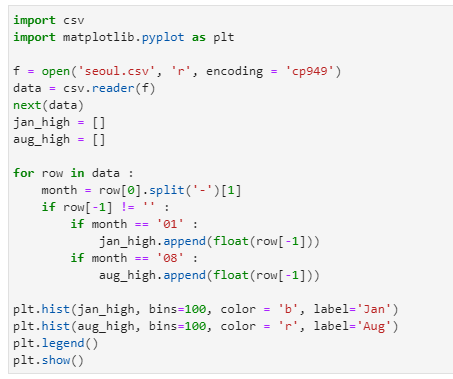 import csv
import matplotlib.pyplot as plt

f = open('seoul.csv', 'r', encoding = 'cp949')
data = csv.reader(f)
next(data)
jan_high = []
aug_high = []

for row in data :
    month = row[0].split('-')[1]
    if row[-1] != '' :
        if month == '01' :
            jan_high.append(float(row[-1]))
        if month == '08' :
            aug_high.append(float(row[-1]))

plt.hist(jan_high, bins=100, color = 'b', label='Jan')
plt.hist(aug_high, bins=100, color = 'r', label='Aug')
plt.legend()
plt.show()